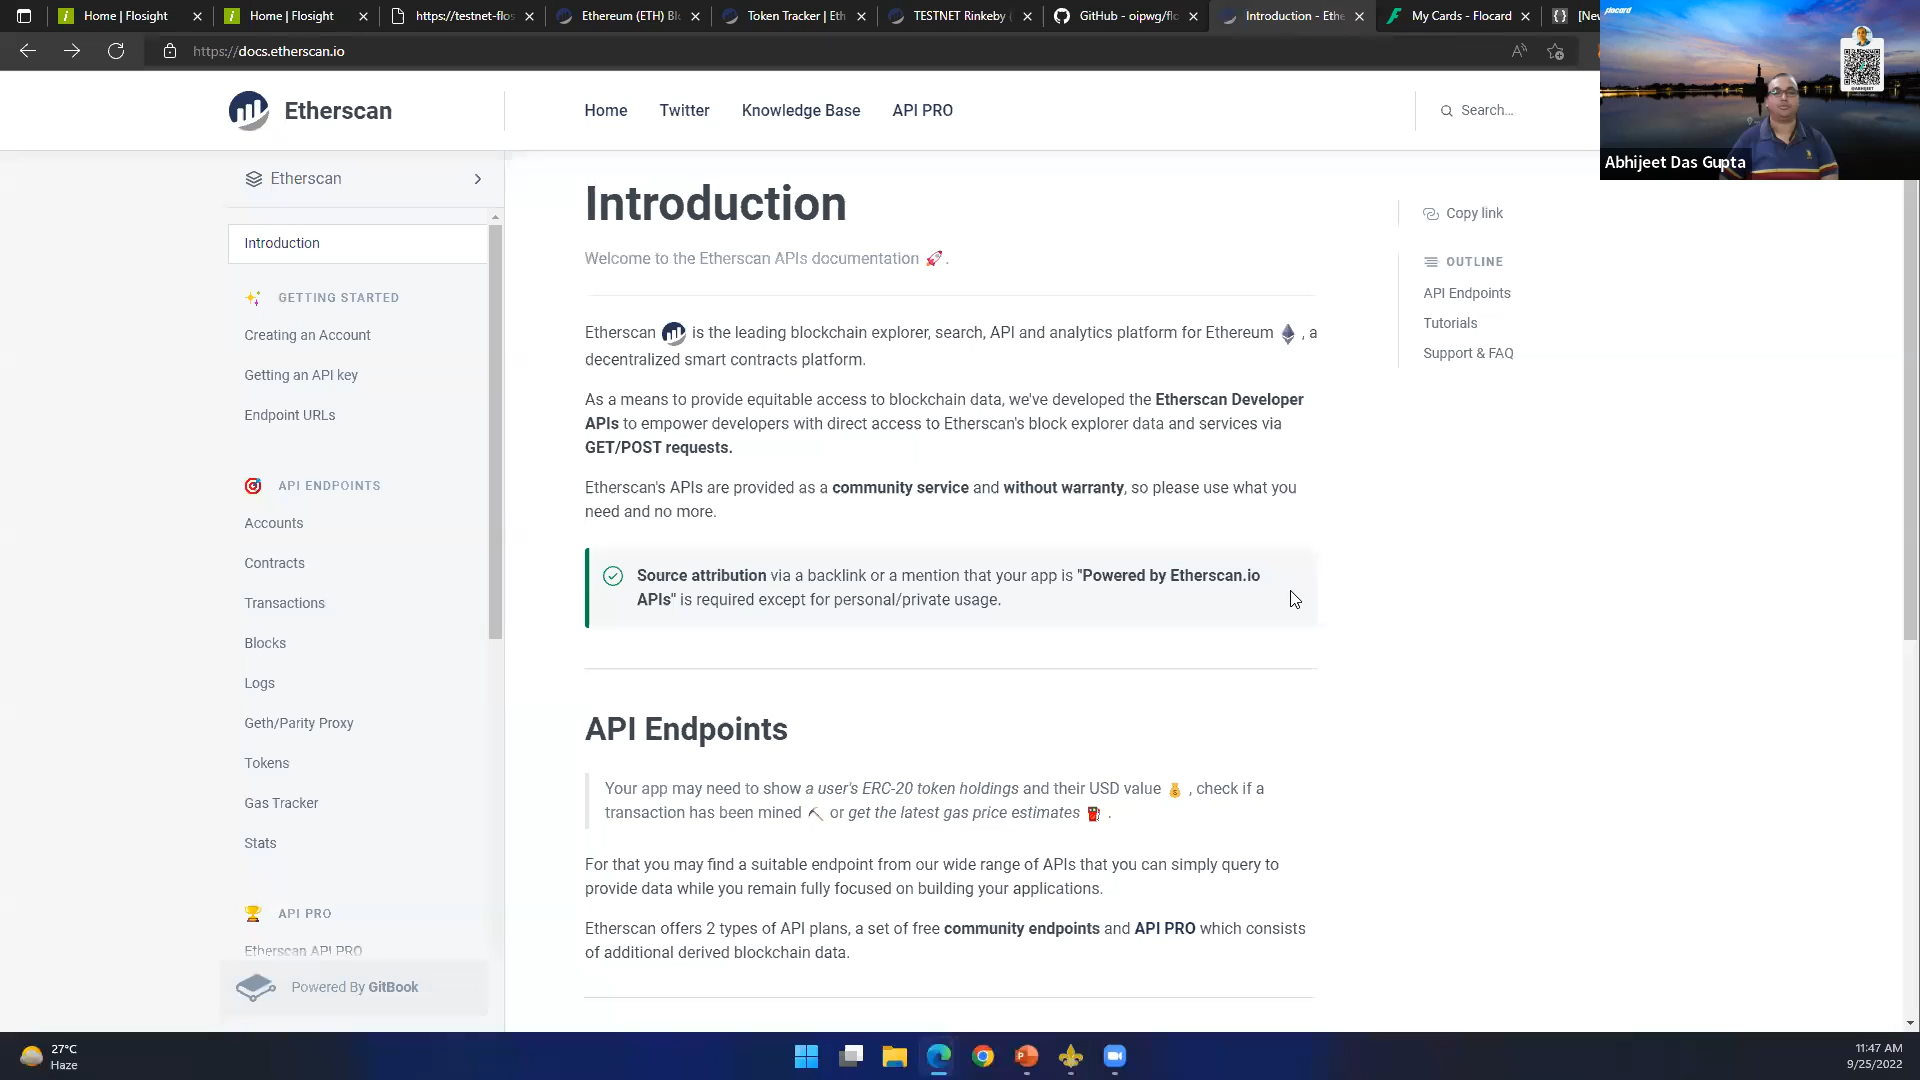 Home | Flosight
Home | Flosight
https://testnet-flos
Ethereum (ETH) Bl
Token Tracker | Eth
TESTNET Rinkeby (
GitHub - oipwg/flo
Introduction - Ethe
My Cards - Flocard
[Nev
https://docs.etherscan.io
flocard
@ABHIJEET
Abhijeet Das Gupta
Etherscan
Home
Twitter
Knowledge Base
API PRO
Search...
Etherscan
Introduction
GETTING STARTED
Creating an Account
Getting an API key
Endpoint URLs
API ENDPOINTS
Accounts
Contracts
Transactions
Blocks
Logs
Geth/Parity Proxy
Tokens
Gas Tracker
Stats
API PRO
Etherscan API PRO
Powered By GitBook
Introduction
Welcome to the Etherscan APIs documentation 🚀.
Etherscan is the leading blockchain explorer, search, API and analytics platform for Ethereum , a
decentralized smart contracts platform.
As a means to provide equitable access to blockchain data, we've developed the Etherscan Developer
APIs to empower developers with direct access to Etherscan's block explorer data and services via
GET/POST requests.
Etherscan's APIs are provided as a community service and without warranty, so please use what you
need and no more.
Source attribution via a backlink or a mention that your app is "Powered by Etherscan.io
APIs" is required except for personal/private usage.
API Endpoints
Your app may need to show a user's ERC-20 token holdings and their USD value 💰 , check if a
transaction has been mined ⛏ or get the latest gas price estimates ⛽ .
For that you may find a suitable endpoint from our wide range of APIs that you can simply query to
provide data while you remain fully focused on building your applications.
Etherscan offers 2 types of API plans, a set of free community endpoints and API PRO which consists
of additional derived blockchain data.
Copy link
OUTLINE
API Endpoints
Tutorials
Support & FAQ
27°C
Haze
11:47 AM
9/25/2022